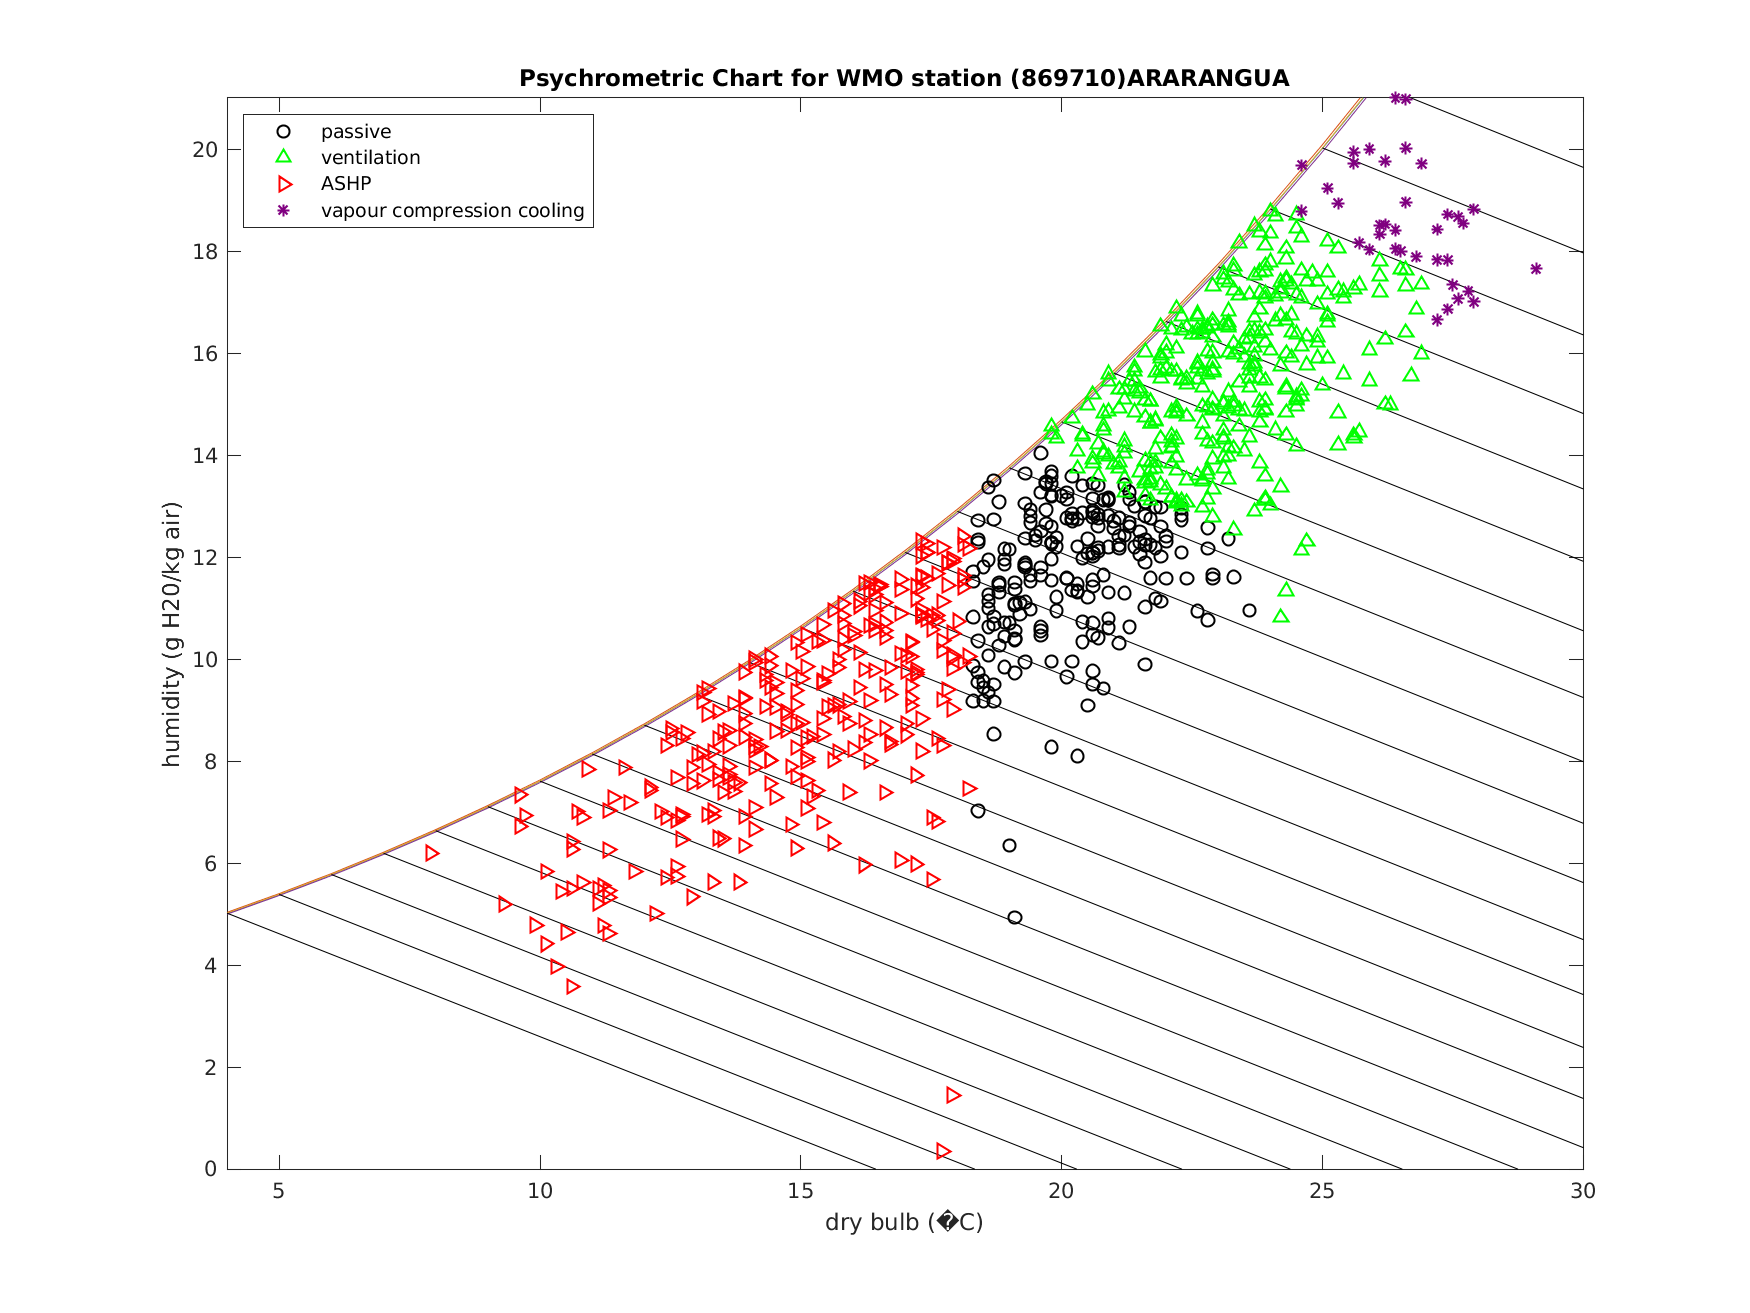 Psychrometric Chart for WMO station (869710)ARARANGUA
passive
ventilation
ASHP
vapour compression cooling
humidity (g H20/kg air)
20
18
16
14
12
10
8
6
4
2
0
5 10 15 20 25 30
dry bulb (�C)